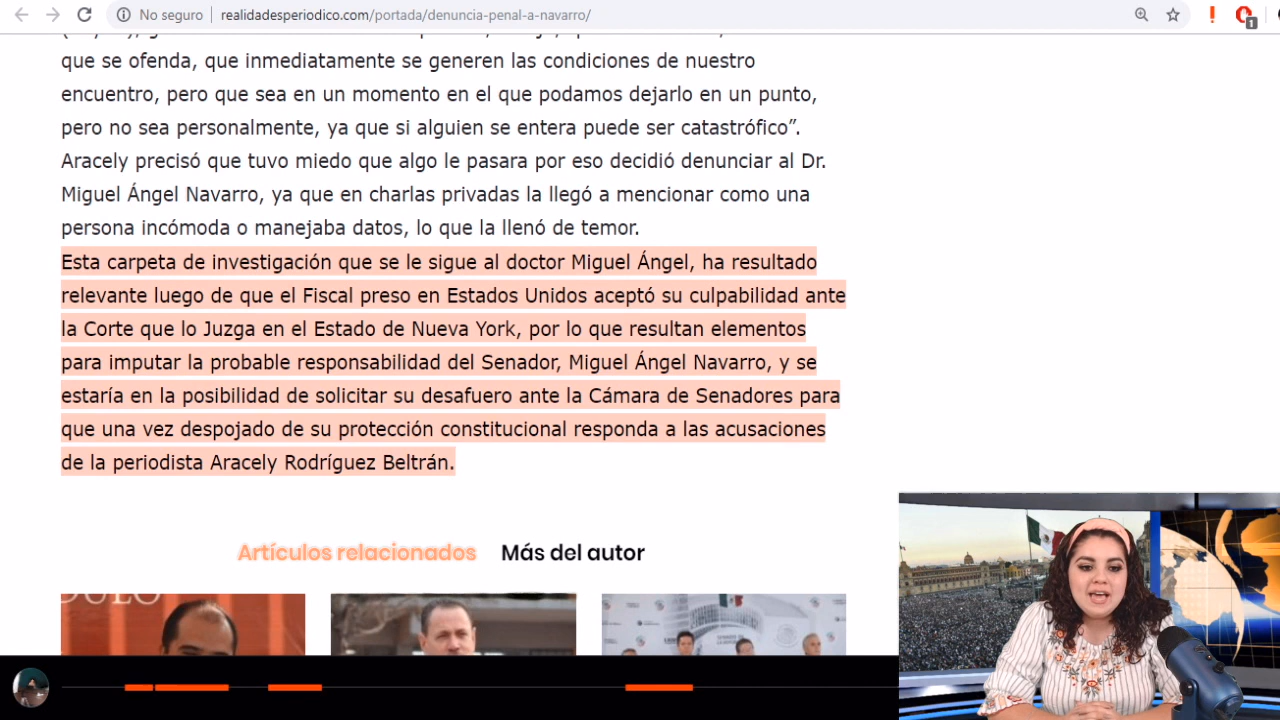 No seguro
realidadesperiodico.com/portada/denuncia-penal-a-navarro/
1
que se ofenda, que inmediatamente se generen las condiciones de nuestro
encuentro, pero que sea en un momento en el que podamos dejarlo en un punto,
pero no sea personalmente, ya que si alguien se entera puede ser catastrófico”.
Aracely precisó que tuvo miedo que algo le pasara por eso decidió denunciar al Dr.
Miguel Ángel Navarro, ya que en charlas privadas la llegó a mencionar como una
persona incómoda o manejaba datos, lo que la llenó de temor.
Esta carpeta de investigación que se le sigue al doctor Miguel Ángel, ha resultado
relevante luego de que el Fiscal preso en Estados Unidos aceptó su culpabilidad ante
la Corte que lo Juzga en el Estado de Nueva York, por lo que resultan elementos
para imputar la probable responsabilidad del Senador, Miguel Ángel Navarro, y se
estaría en la posibilidad de solicitar su desafuero ante la Cámara de Senadores para
que una vez despojado de su protección constitucional responda a las acusaciones
de la periodista Aracely Rodríguez Beltrán.
Artículos relacionados
Más del autor